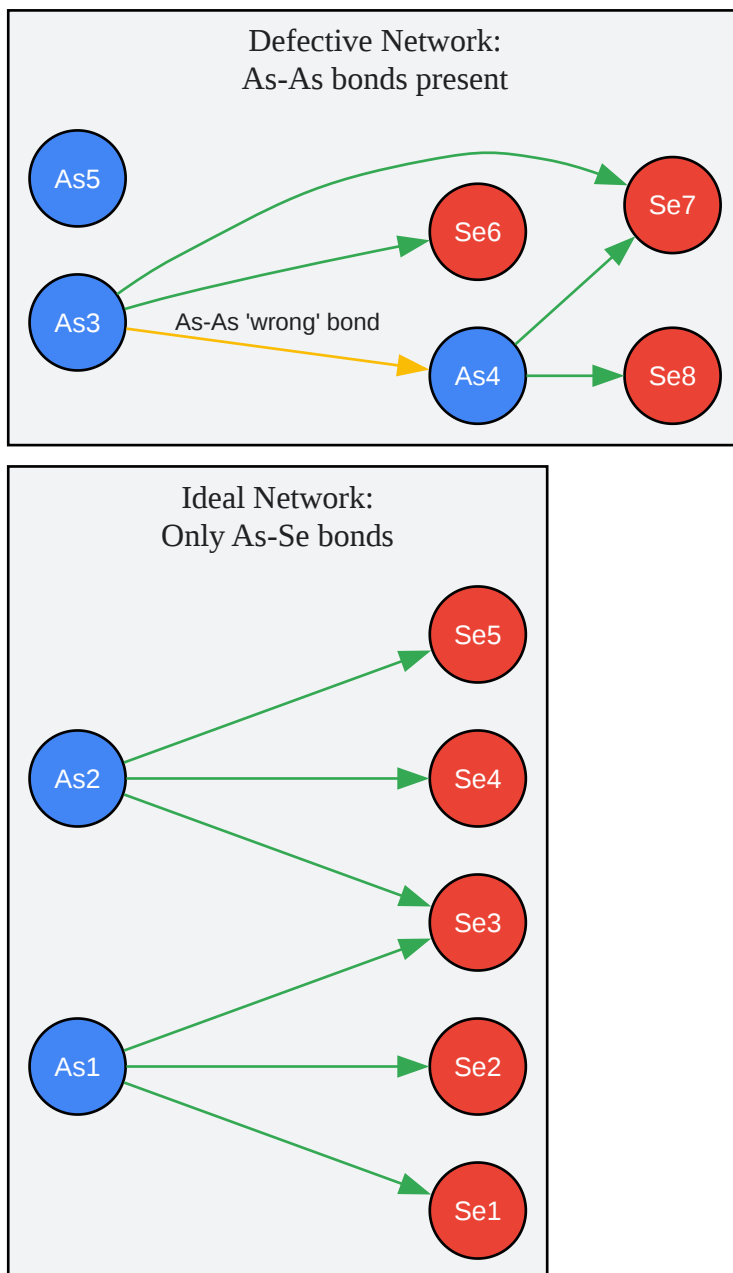 Defective Network:
As-As bonds present
As5
Se7
Se6
As3
As-As 'wrong' bond
As4
Se8
Ideal Network:
Only As-Se bonds
Se5
As2
Se4
Se3
As1
Se2
Se1